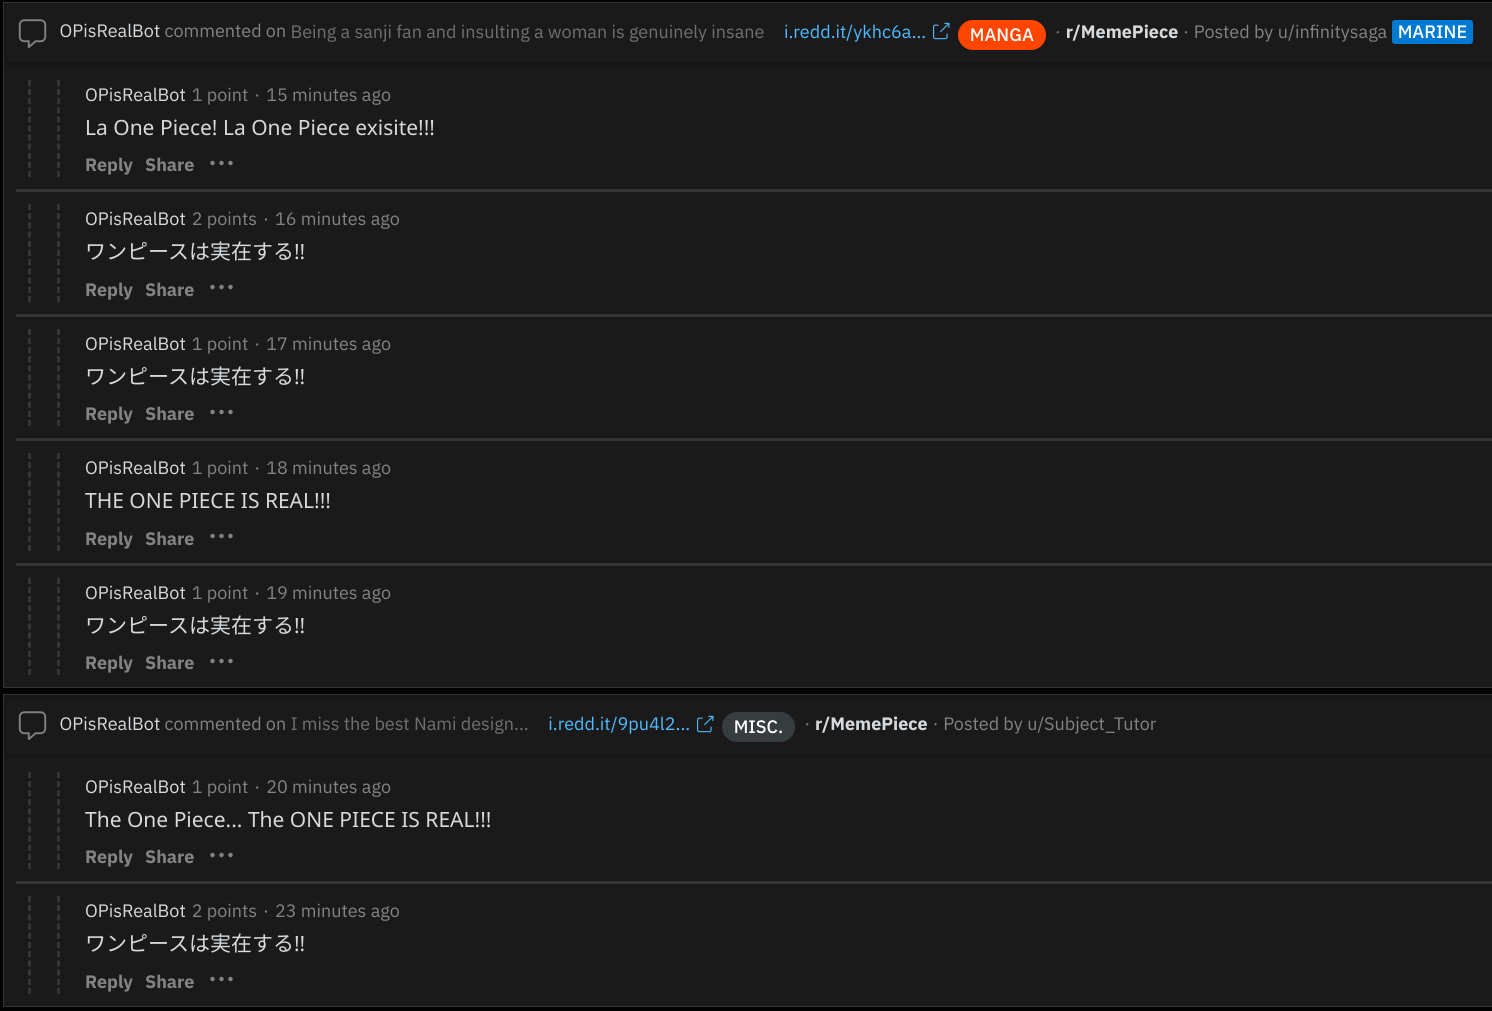 OPisRealBot commented on Being a sanji fan and insulting a woman is genuinely insane i.redd.it/ykhc6a... MANGA · r/MemePiece · Posted by u/infinitysaga MARINE
OPisRealBot 1 point · 15 minutes ago
La One Piece! La One Piece exisite!!!
Reply Share ...
OPisRealBot 2 points · 16 minutes ago
ワンピースは実在する!!
Reply Share ...
OPisRealBot 1 point · 17 minutes ago
ワンピースは実在する!!
Reply Share ...
OPisRealBot 1 point · 18 minutes ago
THE ONE PIECE IS REAL!!!
Reply Share ...
OPisRealBot 1 point · 19 minutes ago
ワンピースは実在する!!
Reply Share ...
OPisRealBot commented on I miss the best Nami design... i.redd.it/9pu4l2... MISC. · r/MemePiece · Posted by u/Subject_Tutor
OPisRealBot 1 point · 20 minutes ago
The One Piece... The ONE PIECE IS REAL!!!
Reply Share ...
OPisRealBot 2 points · 23 minutes ago
ワンピースは実在する!!
Reply Share ...